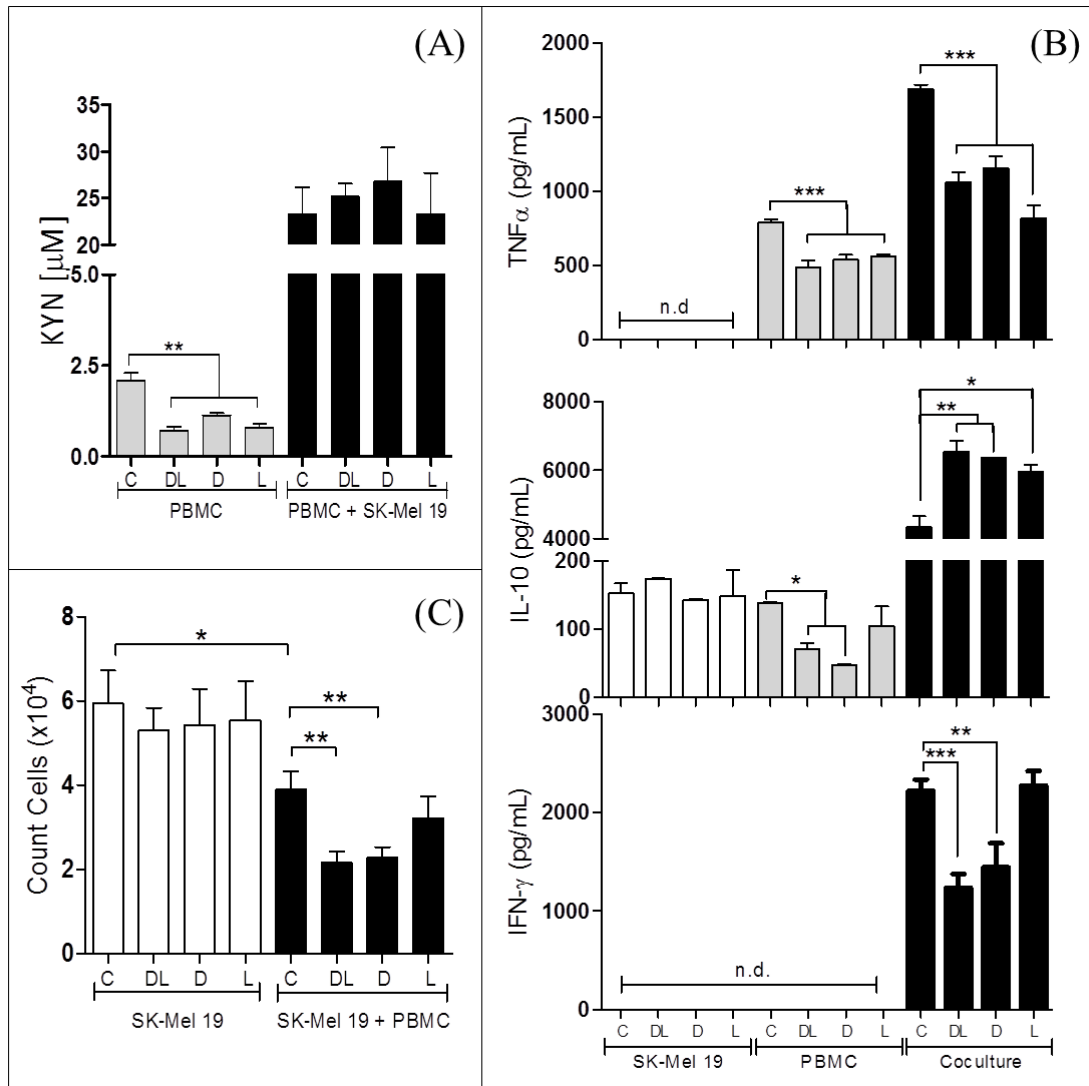 (A)
KYN [µM]
35
30
25
20
5.0
2.5
0.0
**
C DL D L C DL D L
PBMC PBMC + SK-Mel 19
(B)
TNFα (pg/mL)
2000
1500
1000
500
0
n.d
***
***
IL-10 (pg/mL)
8000
6000
4000
200
100
0
*
**
*
IFN-γ (pg/mL)
3000
2000
1000
0
n.d.
**
***
C DL D L C DL D L C DL D L
SK-Mel 19 PBMC Coculture
(C)
Count Cells (x10⁴)
8
6
4
2
0
*
**
**
C DL D L C DL D L
SK-Mel 19 SK-Mel 19 + PBMC